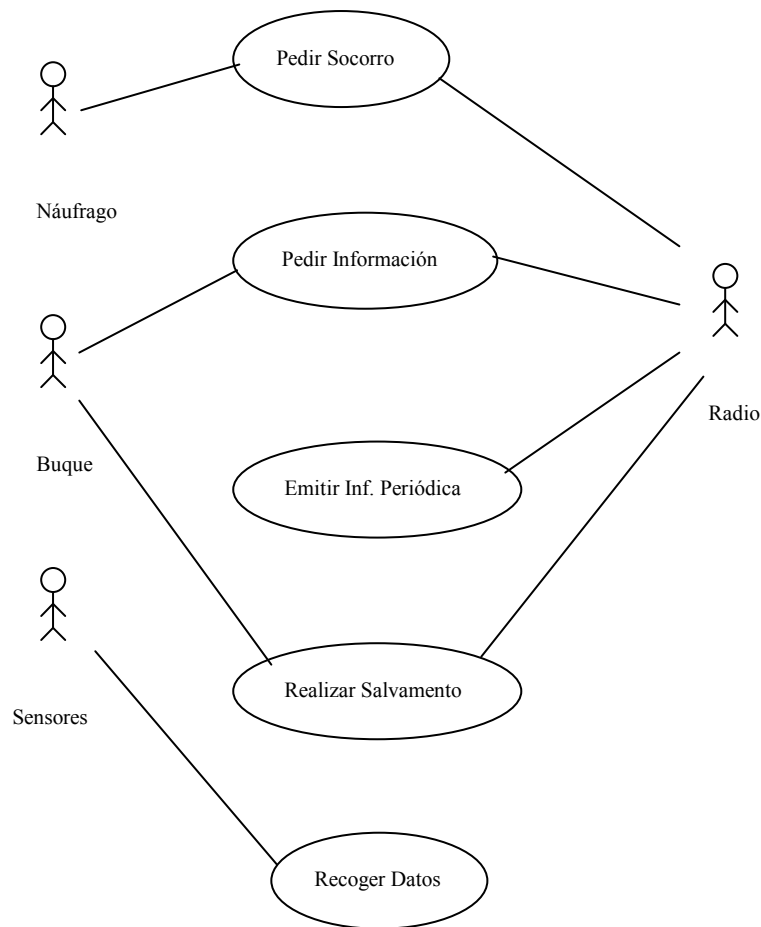 Pedir Socorro
Náufrago
Pedir Información
Radio
Buque
Emitir Inf. Periódica
Realizar Salvamento
Sensores
Recoger Datos